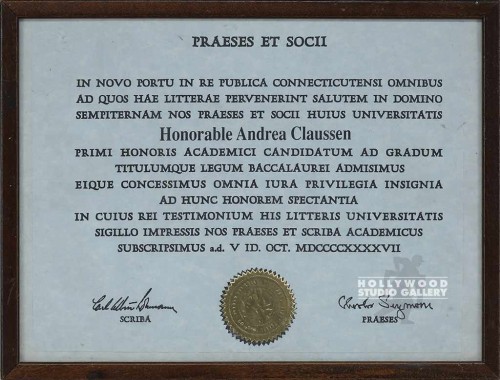 PRAESES ET SOCII
IN NOVO PORTU IN RE PUBLICA CONNECTICUTENSI OMNIBUS
AD QUOS HAE LITTERAE PERVENERINT SALUTEM IN DOMINO
SEMPITERNAM NOS PRAESES ET SOCII HUIUS UNIVERSITATIS
Honorable Andrea Claussen
PRIMI HONORIS ACADEMICI CANDIDATUM AD GRADUM
TITULUMQUE LEGUM BACCALAUREI ADMISIMUS
EIQUE CONCESSIMUS OMNIA IURA PRIVILEGIA INSIGNIA
AD HUNC HONOREM SPECTANTIA
IN CUIUS REI TESTIMONIUM HIS LITTERIS UNIVERSITATIS
SIGILLO IMPRESSIS NOS PRAESES ET SCRIBA ACADEMICUS
SUBSCRIPSIMUS a.d. V ID. OCT. MDCCCCXXXXVII
HOLLYWOOD
STUDIO GALLERY
SCRIBA
PRAESES